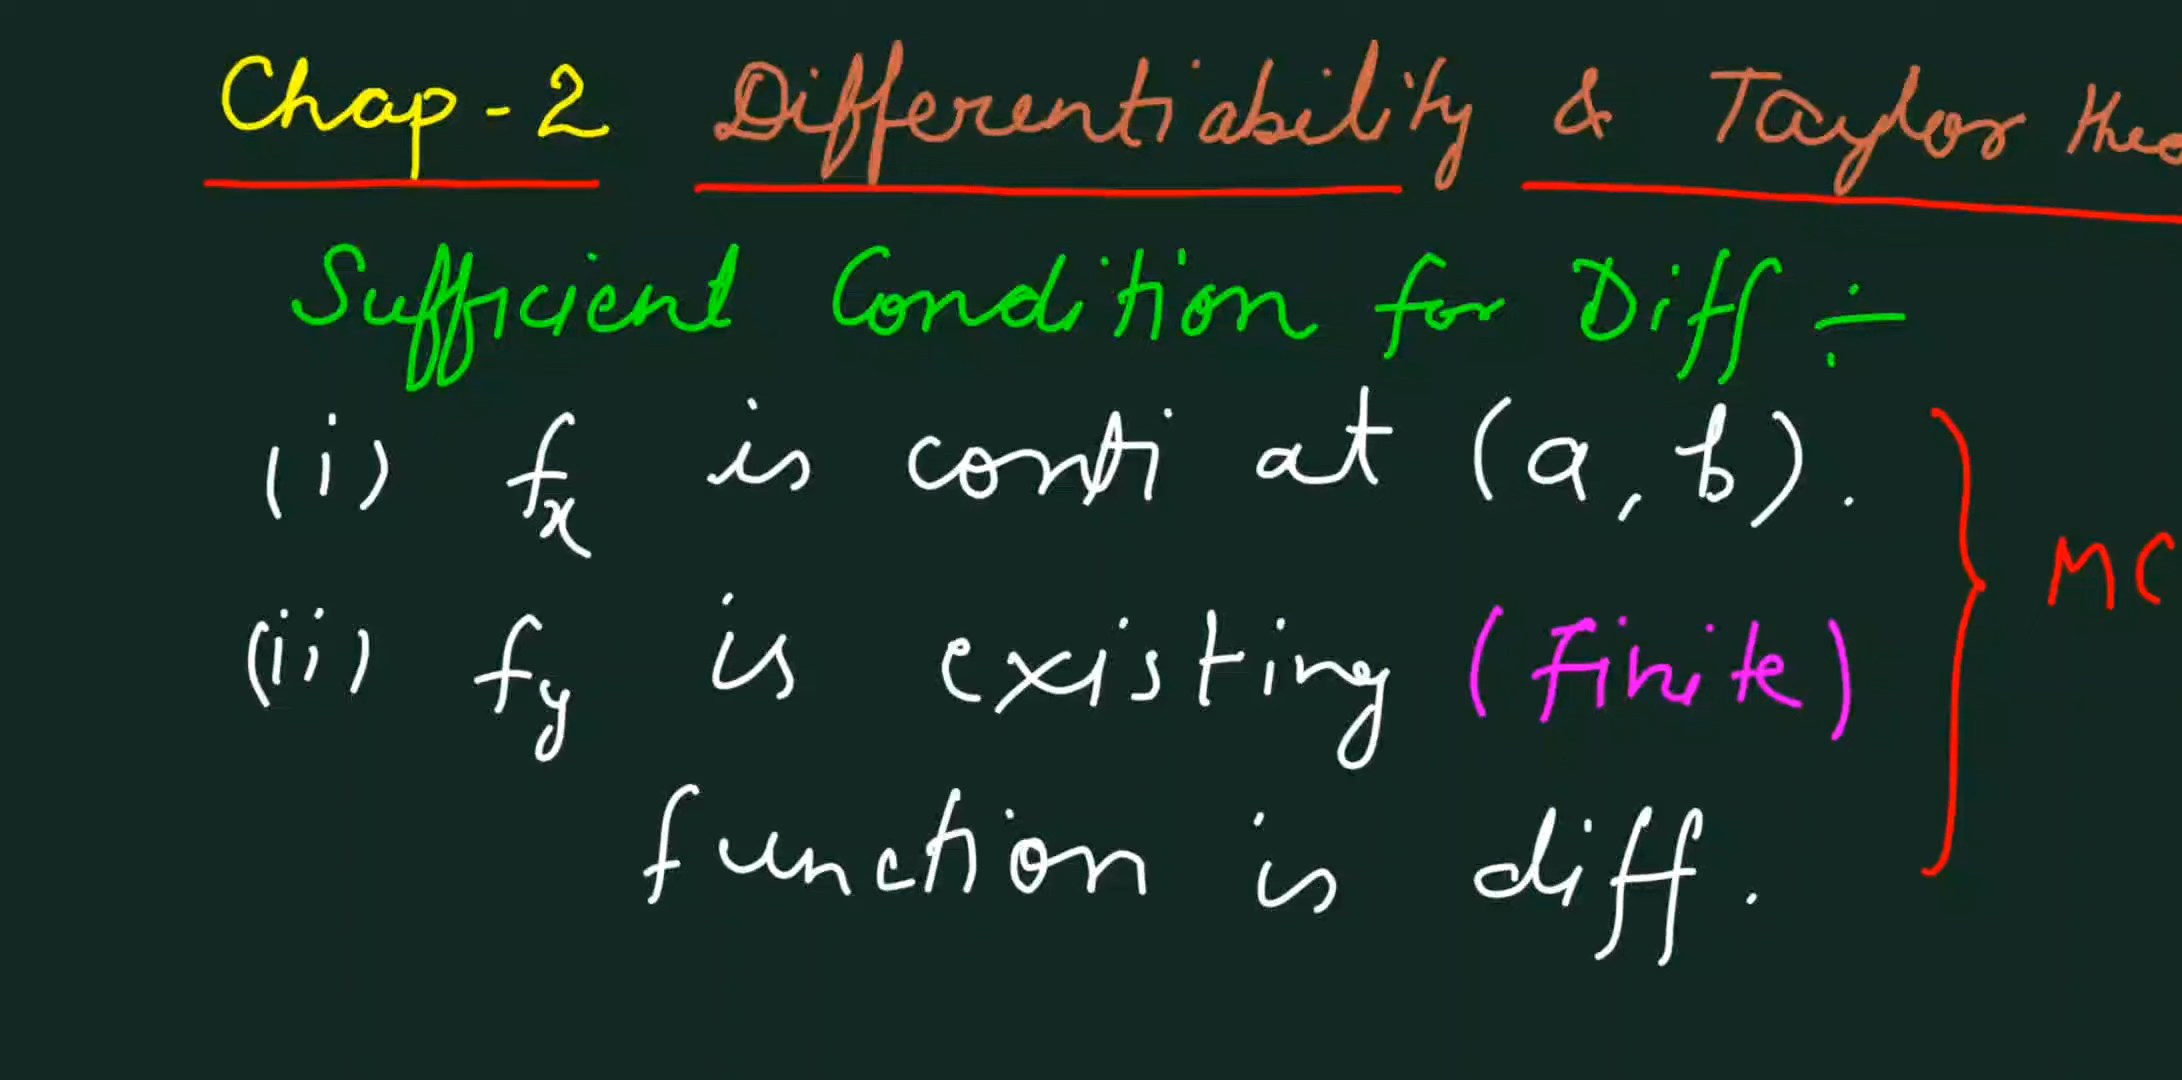 Chap-2 Differentiability & Taylor theo
Sufficient Condition for Diff ÷
(i) fx is conti at (a, b).
(ii) fy is existing (finite)
function is diff.
MC